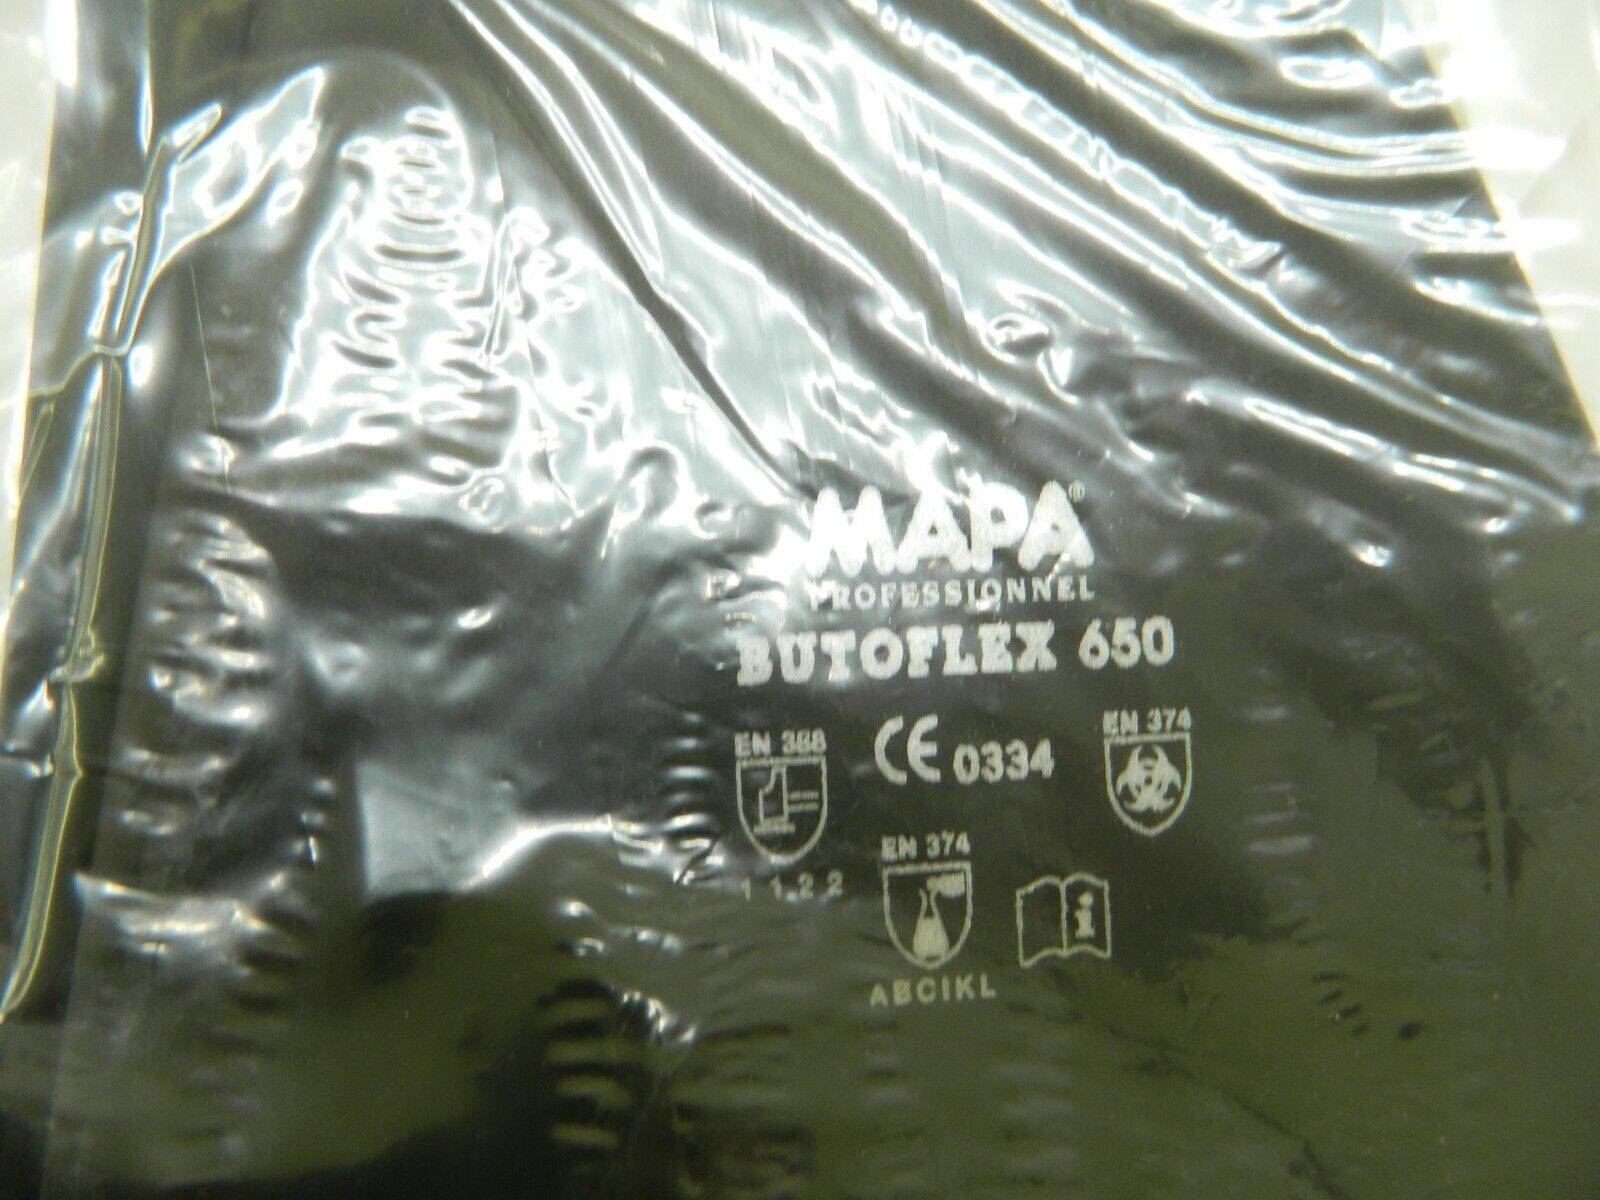 MAPA®
PROFESSIONNEL
BUTOFLEX 650
EN 388
CE 0334
EN 374
EN 374
1 1 2 2
i
ABCIKL